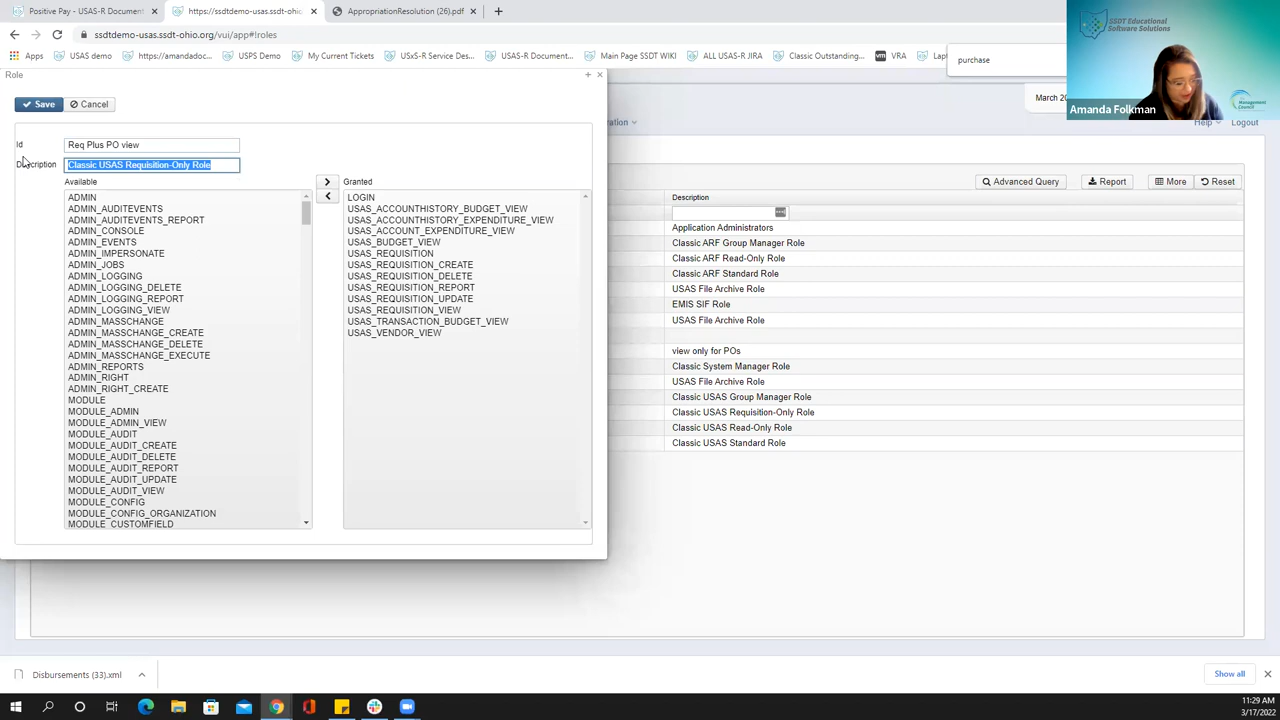 Positive Pay - USAS-R Document
https://ssdtdemo-usas.ssdt-ohio
AppropriationResolution (2).pdf
ssdtdemo-usas.ssdt-ohio.org/vui/app#!roles
Apps
USAS demo
https://amandadoc...
USPS Demo
My Current Tickets
USxS-R Service Des...
USAS-R Document...
Main Page SSDT WIKI
ALL USAS-R JIRA
Classic Outstanding...
VRA
purchase
SSDT Educational
Software Solutions
Management
Council
Amanda Folkman
Role
Save
Cancel
March 20
Help
Logout
Id
Req Plus PO view
Description
Classic USAS Requisition-Only Role
Available
Granted
ADMIN
ADMIN_AUDITEVENTS
ADMIN_AUDITEVENTS_REPORT
ADMIN_CONSOLE
ADMIN_EVENTS
ADMIN_IMPERSONATE
ADMIN_JOBS
ADMIN_LOGGING
ADMIN_LOGGING_DELETE
ADMIN_LOGGING_REPORT
ADMIN_LOGGING_VIEW
ADMIN_MASSCHANGE
ADMIN_MASSCHANGE_CREATE
ADMIN_MASSCHANGE_DELETE
ADMIN_MASSCHANGE_EXECUTE
ADMIN_REPORTS
ADMIN_RIGHT
ADMIN_RIGHT_CREATE
MODULE
MODULE_ADMIN
MODULE_ADMIN_VIEW
MODULE_AUDIT
MODULE_AUDIT_CREATE
MODULE_AUDIT_DELETE
MODULE_AUDIT_REPORT
MODULE_AUDIT_UPDATE
MODULE_AUDIT_VIEW
MODULE_CONFIG
MODULE_CONFIG_ORGANIZATION
MODULE_CUSTOMFIELD
LOGIN
USAS_ACCOUNTHISTORY_BUDGET_VIEW
USAS_ACCOUNTHISTORY_EXPENDITURE_VIEW
USAS_ACCOUNT_EXPENDITURE_VIEW
USAS_BUDGET_VIEW
USAS_REQUISITION
USAS_REQUISITION_CREATE
USAS_REQUISITION_DELETE
USAS_REQUISITION_REPORT
USAS_REQUISITION_UPDATE
USAS_REQUISITION_VIEW
USAS_TRANSACTION_BUDGET_VIEW
USAS_VENDOR_VIEW
Advanced Query
Report
More
Reset
Description
Application Administrators
Classic ARF Group Manager Role
Classic ARF Read-Only Role
Classic ARF Standard Role
USAS File Archive Role
EMIS SIF Role
USAS File Archive Role
view only for POs
Classic System Manager Role
USAS File Archive Role
Classic USAS Group Manager Role
Classic USAS Requisition-Only Role
Classic USAS Read-Only Role
Classic USAS Standard Role
Disbursements (33).xml
Show all
11:29 AM
3/17/2022